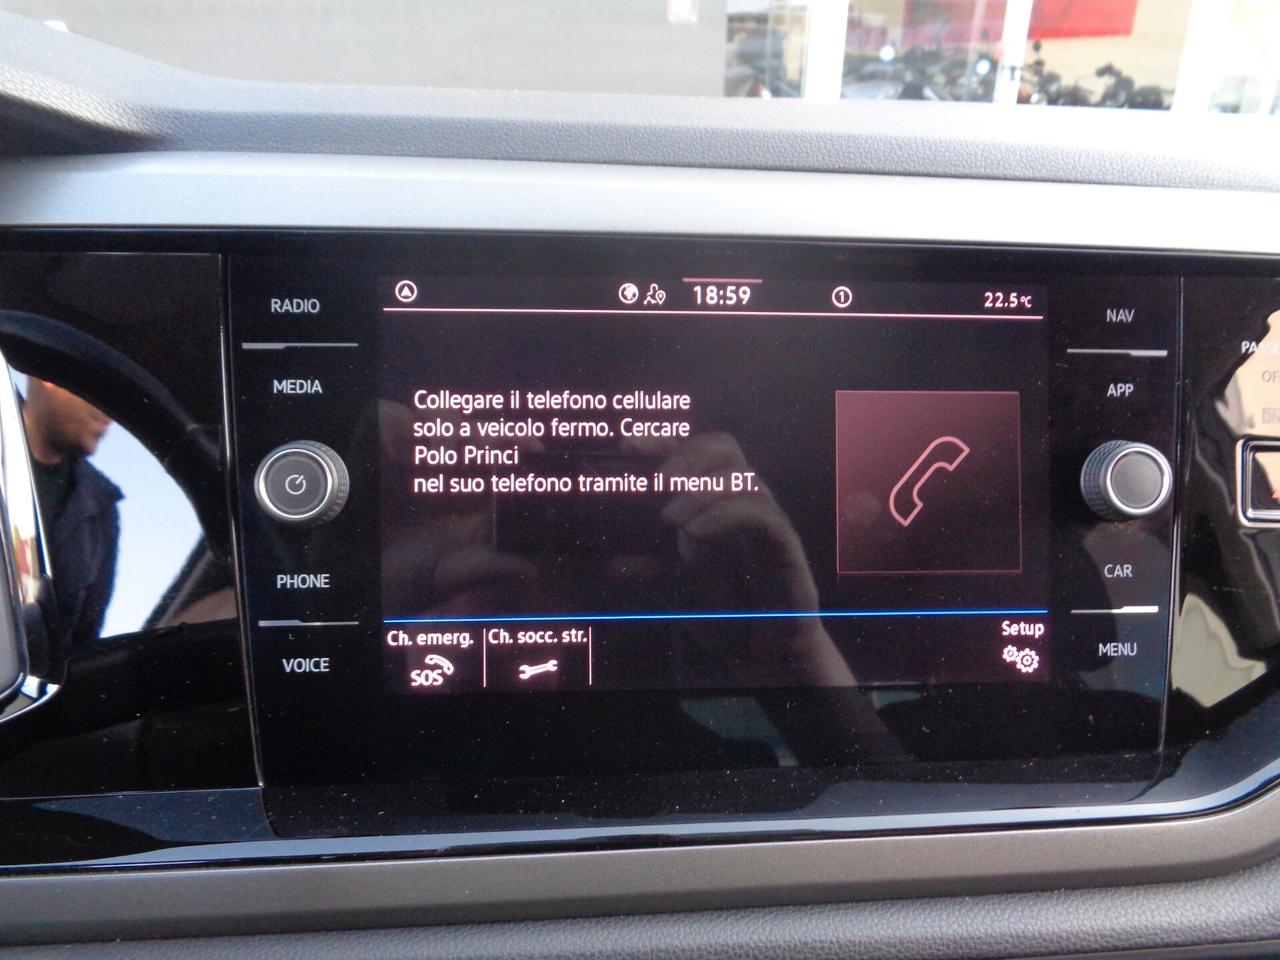 RADIO
MEDIA
PHONE
VOICE
18:59
1
22.5°C
Collegare il telefono cellulare
solo a veicolo fermo. Cercare
Polo Princi
nel suo telefono tramite il menu BT.
Ch. emerg.
SOS
Ch. socc. str.
Setup
NAV
APP
CAR
MENU